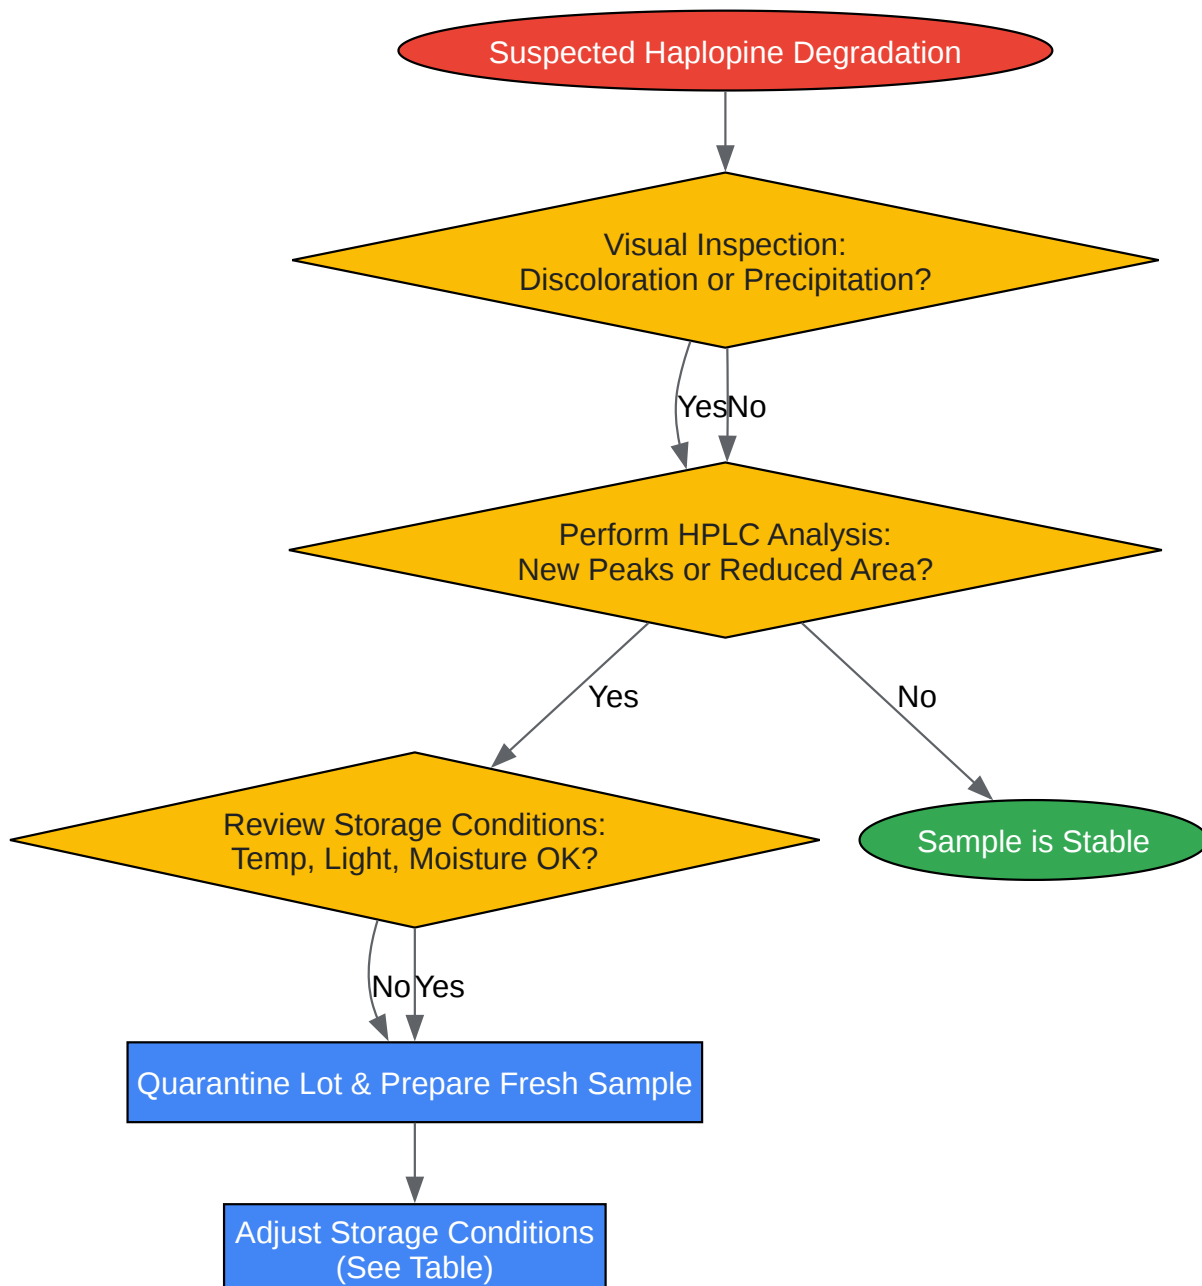 Suspected Haplopine Degradation
Visual Inspection:
Discoloration or Precipitation?
Yes
No
Perform HPLC Analysis:
New Peaks or Reduced Area?
Yes
No
Review Storage Conditions:
Temp, Light, Moisture OK?
Sample is Stable
No
Yes
Quarantine Lot & Prepare Fresh Sample
Adjust Storage Conditions
(See Table)